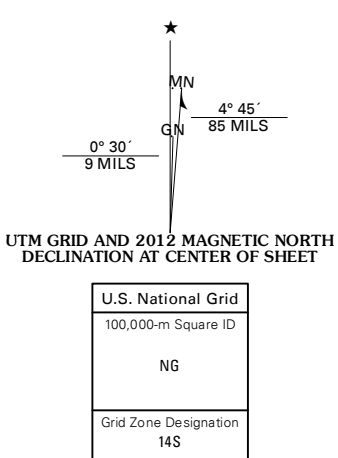 ★
MN
4° 45´
85 MILS
GN
0° 30´
9 MILS
UTM GRID AND 2012 MAGNETIC NORTH
DECLINATION AT CENTER OF SHEET
U.S. National Grid
100,000-m Square ID
NG
Grid Zone Designation
14S